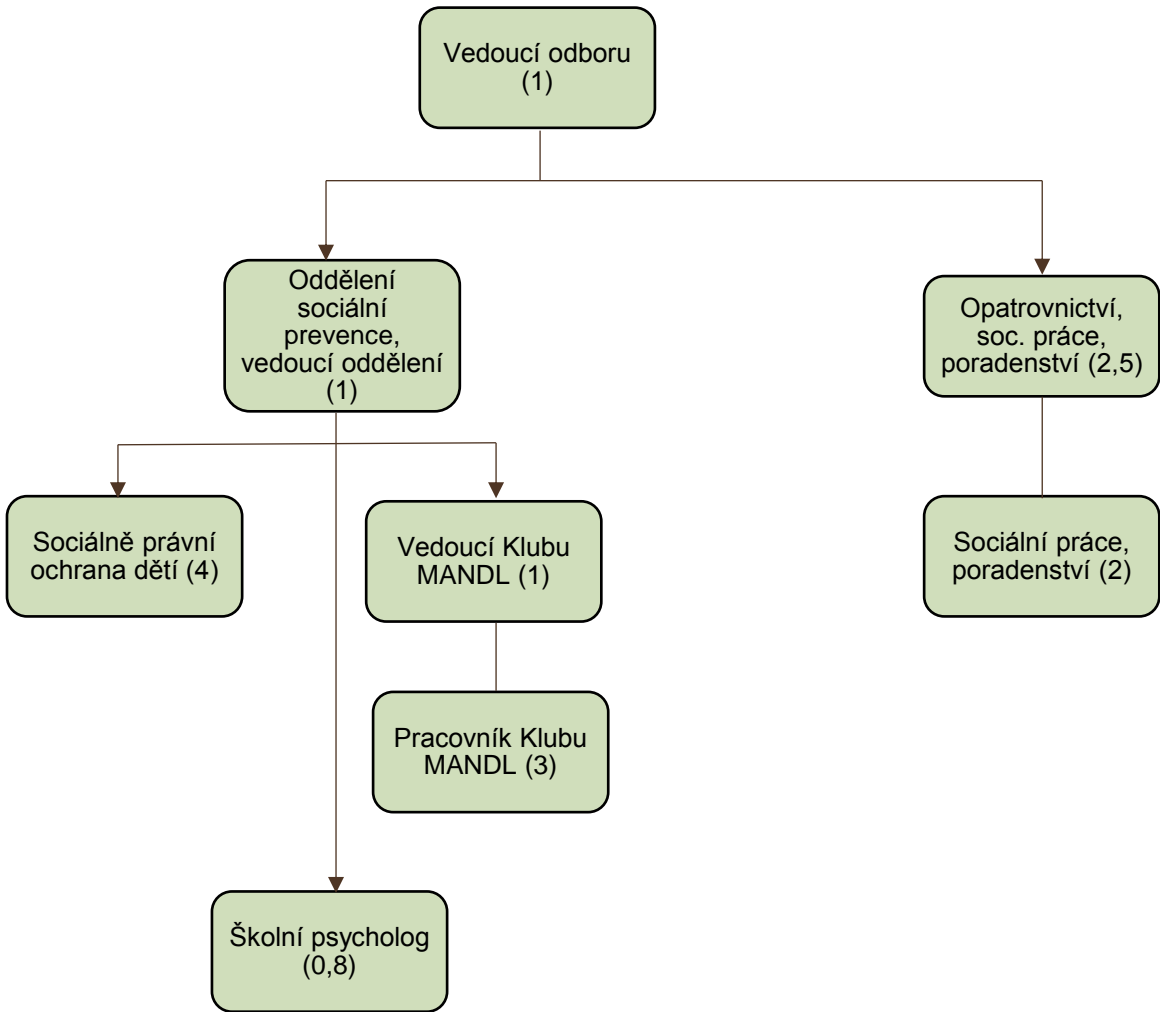 Vedoucí odboru
(1)
Oddělení
sociální
prevence,
vedoucí oddělení
(1)
Opatrovnictví,
soc. práce,
poradenství (2,5)
Sociálně právní
ochrana dětí (4)
Vedoucí Klubu
MANDL (1)
Sociální práce,
poradenství (2)
Pracovník Klubu
MANDL (3)
Školní psycholog
(0,8)